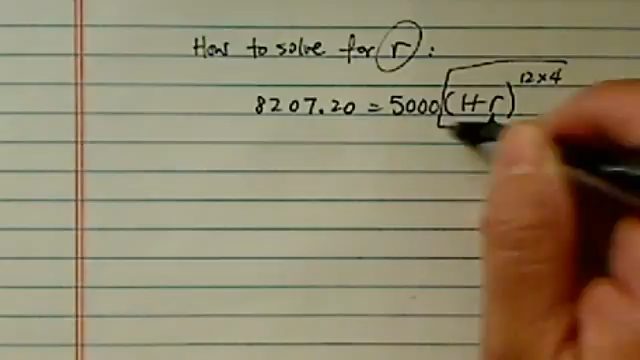 How to solve for r :
8207.20 = 5000 (1+r)^12×4